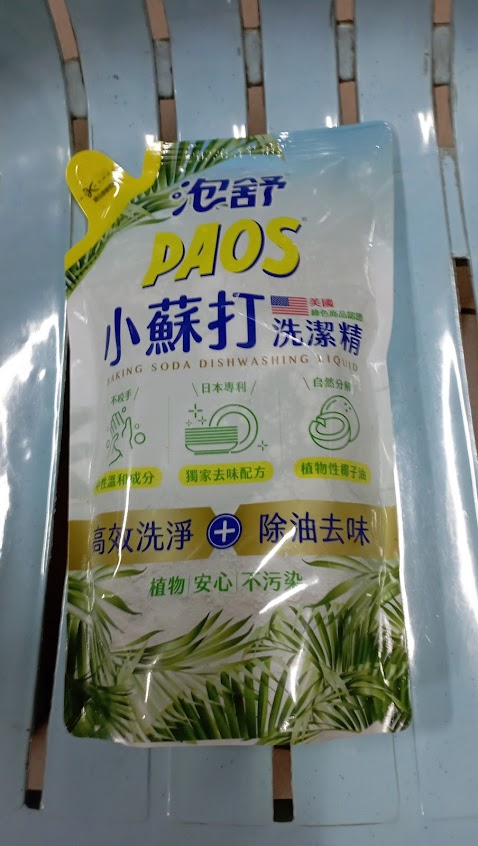 泡舒
PAOS
小蘇打
美國
綠色商品認證
洗潔精
BAKING SODA DISHWASHING LIQUID
不咬手
日本專利
自然分解
中性溫和成分
獨家去味配方
植物性椰子油
高效洗淨 + 除油去味
植物 安心 不污染